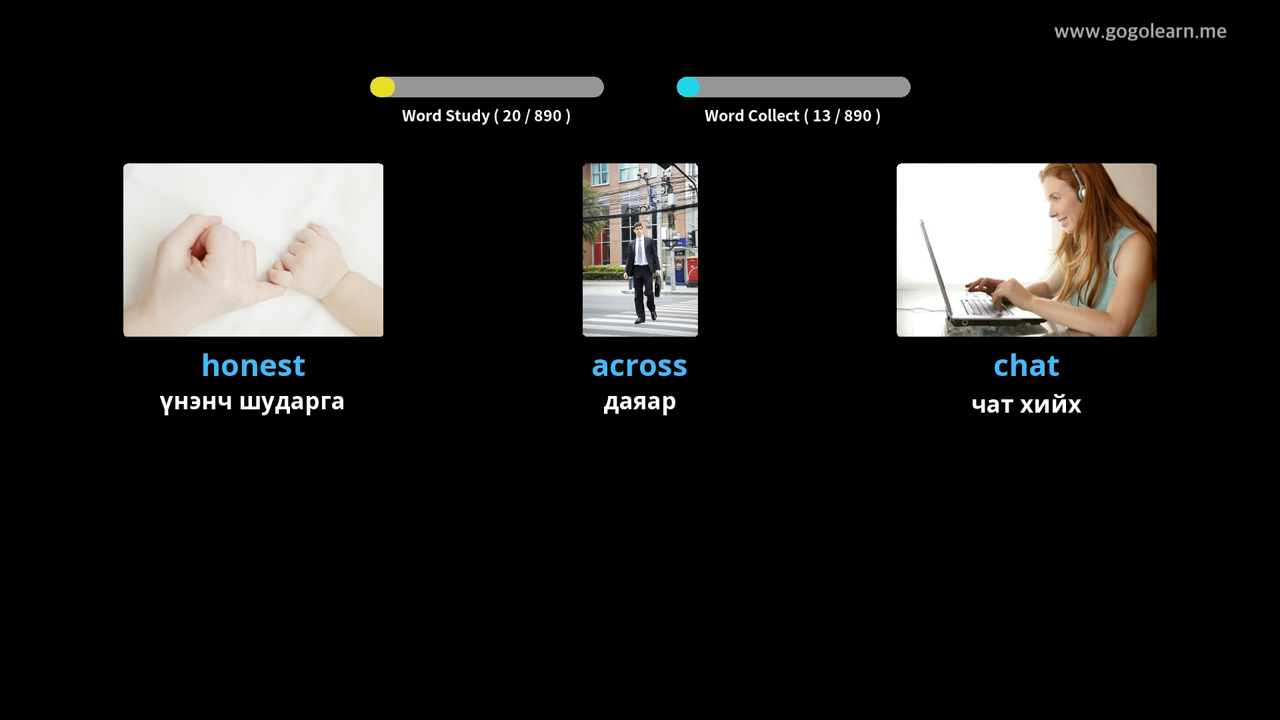 www.gogolearn.me
Word Study ( 20 / 890 )
Word Collect ( 13 / 890 )
honest
үнэнч шударга
across
даяар
chat
чат хийх